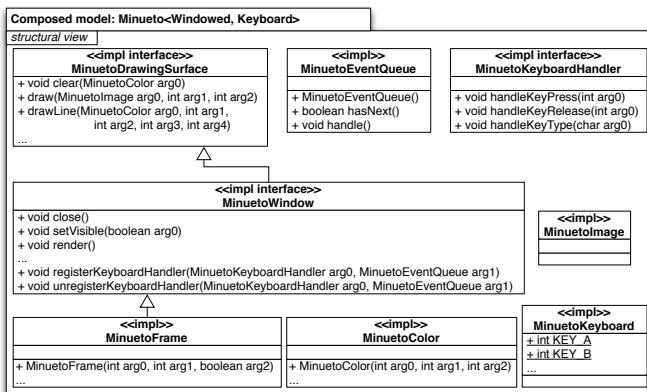 Composed model: Minueto<Windowed, Keyboard>
structural view
<<impl interface>>
MinuetoDrawingSurface
+ void clear(MinuetoColor arg0)
+ draw(MinuetoImage arg0, int arg1, int arg2)
+ drawLine(MinuetoColor arg0, int arg1,
int arg2, int arg3, int arg4)
...
<<impl>>
MinuetoEventQueue
+ MinuetoEventQueue()
+ boolean hasNext()
+ void handle()
<<impl interface>>
MinuetoKeyboardHandler
+ void handleKeyPress(int arg0)
+ void handleKeyRelease(int arg0)
+ void handleKeyType(char arg0)
<<impl interface>>
MinuetoWindow
+ void close()
+ void setVisible(boolean arg0)
+ void render()
...
+ void registerKeyboardHandler(MinuetoKeyboardHandler arg0, MinuetoEventQueue arg1)
+ void unregisterKeyboardHandler(MinuetoKeyboardHandler arg0, MinuetoEventQueue arg1)
<<impl>>
MinuetoImage
<<impl>>
MinuetoFrame
+ MinuetoFrame(int arg0, int arg1, boolean arg2)
...
<<impl>>
MinuetoColor
+ MinuetoColor(int arg0, int arg1, int arg2)
...
<<impl>>
MinuetoKeyboard
+ int KEY_A
+ int KEY_B
...